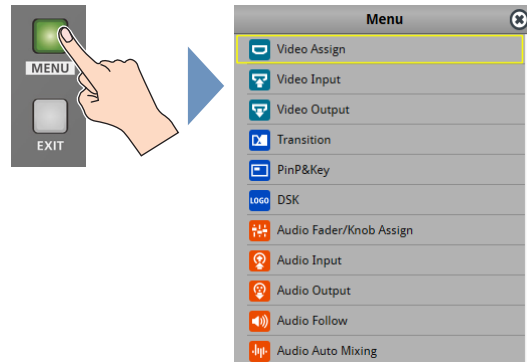 MENU
EXIT
Menu
Video Assign
Video Input
Video Output
Transition
PinP&Key
LOGO DSK
Audio Fader/Knob Assign
Audio Input
Audio Output
Audio Follow
Audio Auto Mixing